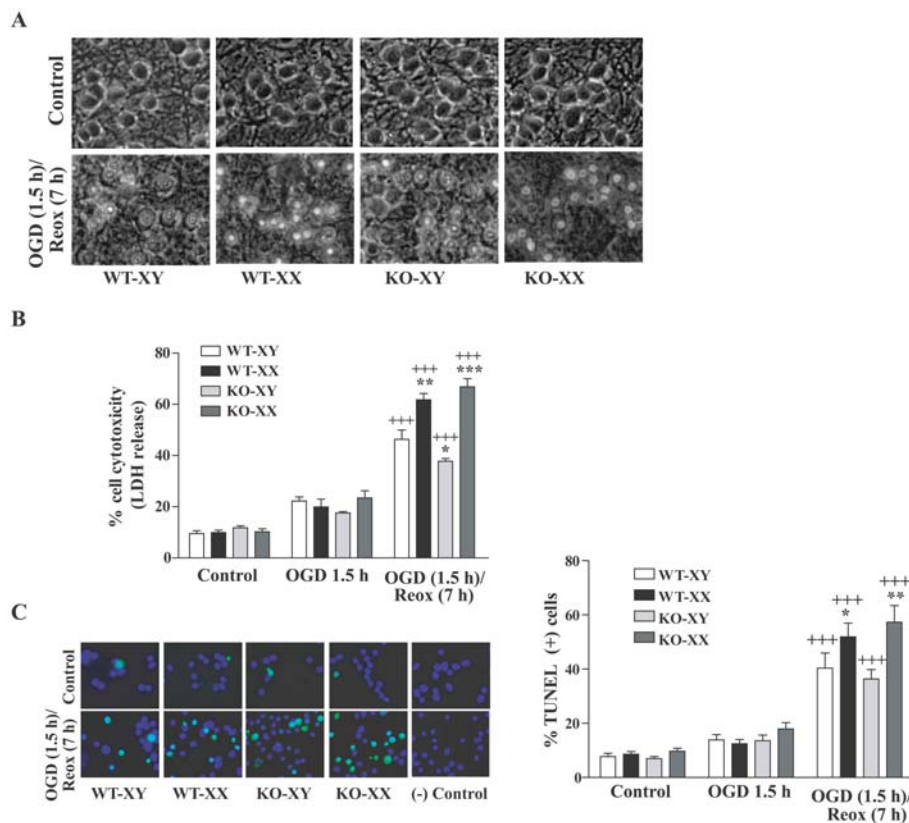 A
Control
OGD (1.5 h)/
Reox (7 h)
WT-XY
WT-XX
KO-XY
KO-XX
B
% cell cytotoxicity
(LDH release)
80
60
40
20
0
WT-XY
WT-XX
KO-XY
KO-XX
+++
+++
**
+++
*
+++
***
Control
OGD 1.5 h
OGD (1.5 h)/
Reox (7 h)
C
Control
OGD (1.5 h)/
Reox (7 h)
WT-XY
WT-XX
KO-XY
KO-XX
(-) Control
% TUNEL (+) cells
80
60
40
20
0
WT-XY
WT-XX
KO-XY
KO-XX
+++
+++
*
+++
+++
**
Control
OGD 1.5 h
OGD (1.5 h)/
Reox (7 h)